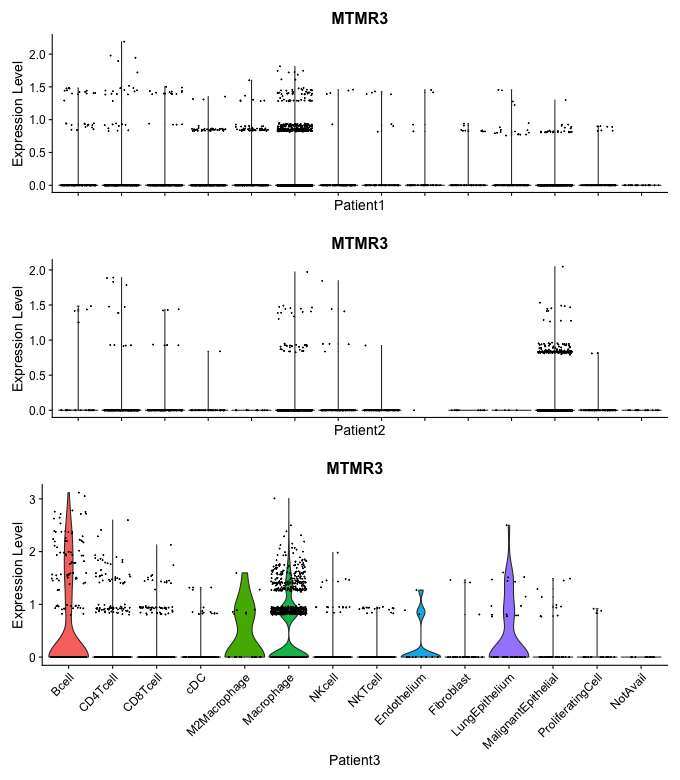 MTMR3
Expression Level
2.0
1.5
1.0
0.5
0.0
Patient1
MTMR3
Expression Level
2.0
1.5
1.0
0.5
0.0
Patient2
MTMR3
Expression Level
3
2
1
0
Bcell
CD4Tcell
CD8Tcell
cDC
M2Macrophage
Macrophage
NKcell
NKTcell
Endothelium
Fibroblast
LungEpithelium
MalignantEpithelial
ProliferatingCell
NotAvail
Patient3